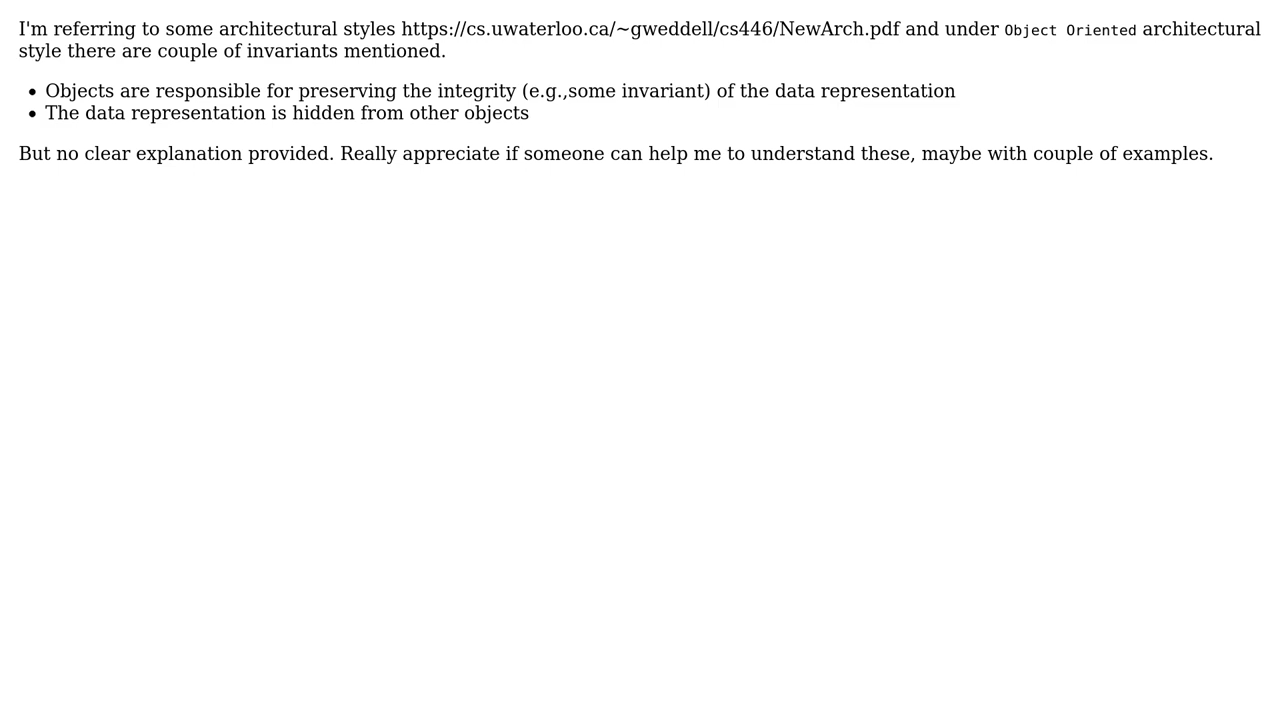 I'm referring to some architectural styles https://cs.uwaterloo.ca/~gweddell/cs446/NewArch.pdf and under Object Oriented architectural
style there are couple of invariants mentioned.
• Objects are responsible for preserving the integrity (e.g.,some invariant) of the data representation
• The data representation is hidden from other objects
But no clear explanation provided. Really appreciate if someone can help me to understand these, maybe with couple of examples.